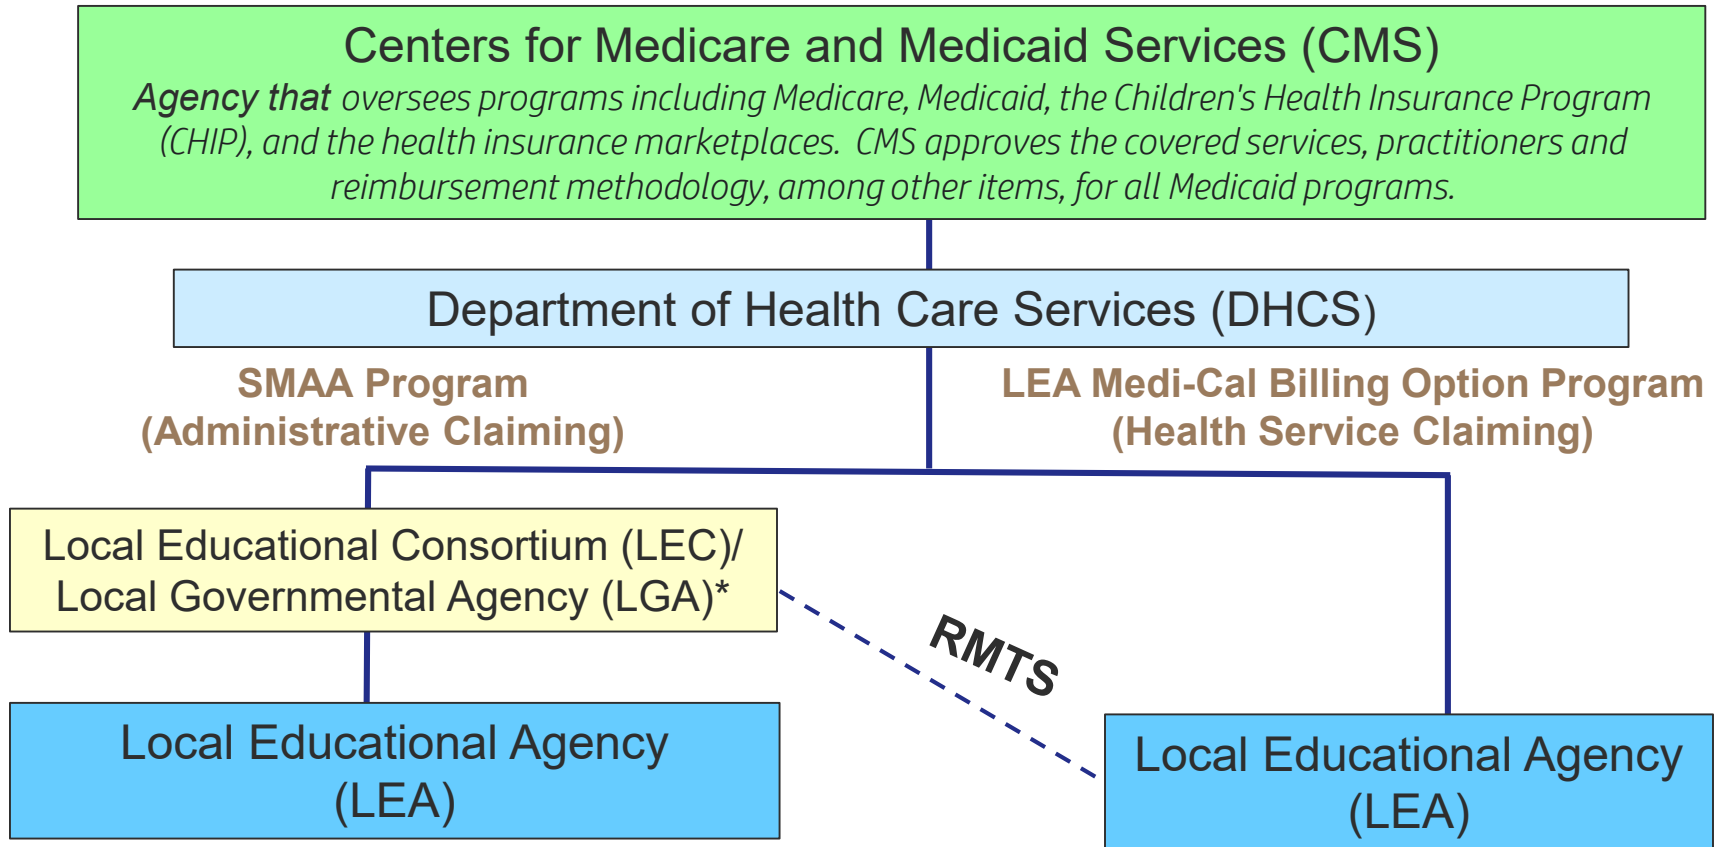 Centers for Medicare and Medicaid Services (CMS)
Agency that oversees programs including Medicare, Medicaid, the Children's Health Insurance Program
(CHIP), and the health insurance marketplaces.  CMS approves the covered services, practitioners and
reimbursement methodology, among other items, for all Medicaid programs.
Department of Health Care Services (DHCS)
SMAA Program
(Administrative Claiming)
LEA Medi-Cal Billing Option Program
(Health Service Claiming)
Local Educational Consortium (LEC)/
Local Governmental Agency (LGA)*
RMTS
Local Educational Agency
(LEA)
Local Educational Agency
(LEA)